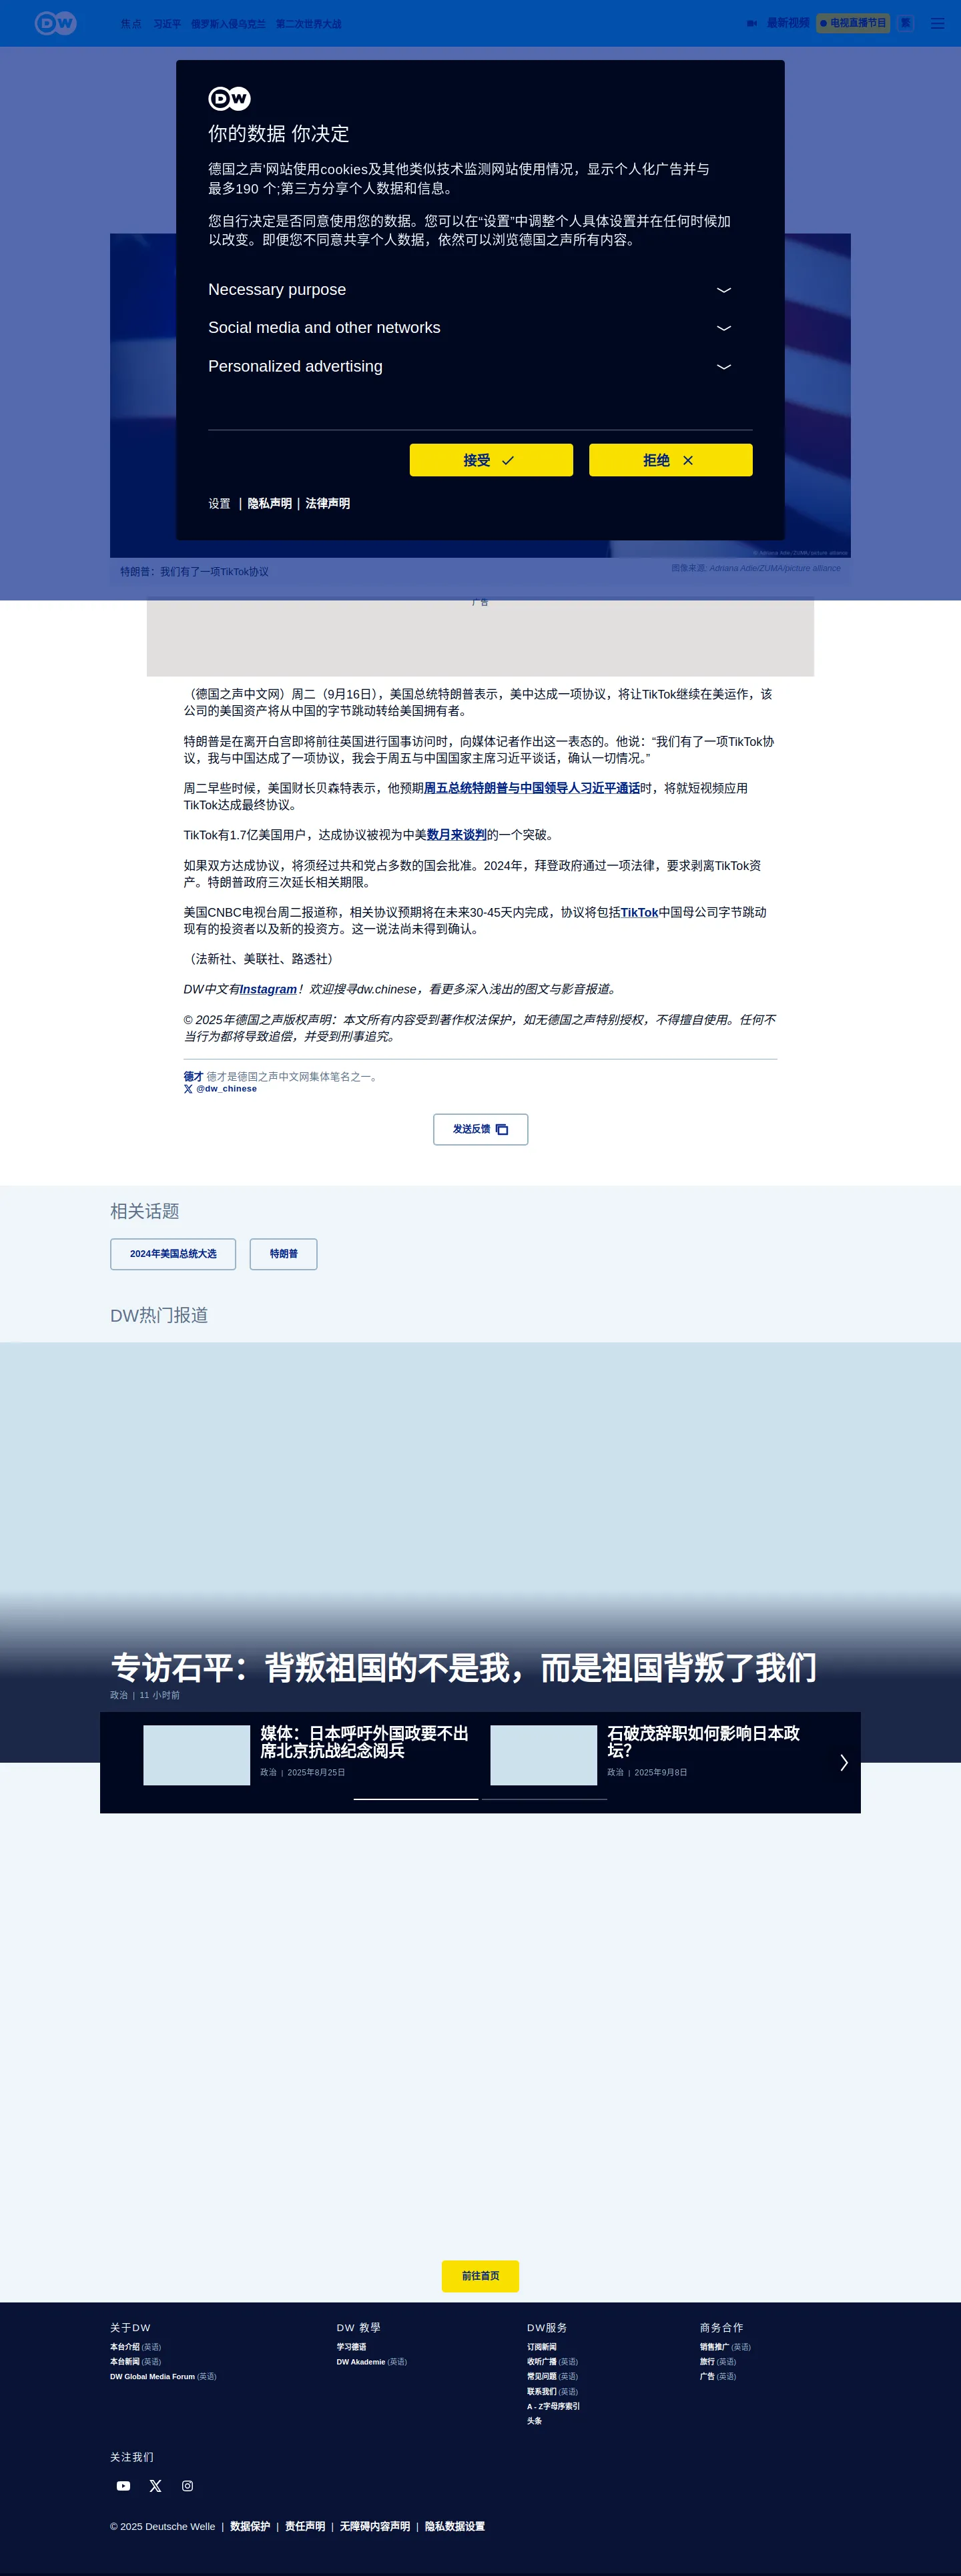 DW
焦点 习近平 俄罗斯入侵乌克兰 第二次世界大战
最新视频 电视直播节目 繁
DW
你的数据 你决定
德国之声'网站使用cookies及其他类似技术监测网站使用情况，显示个人化广告并与
最多190 个;第三方分享个人数据和信息。
您自行决定是否同意使用您的数据。您可以在“设置”中调整个人具体设置并在任何时候加
以改变。即便您不同意共享个人数据，依然可以浏览德国之声所有内容。
Necessary purpose
Social media and other networks
Personalized advertising
接受
拒绝
设置 | 隐私声明 | 法律声明
© Adriana Adie/ZUMA/picture alliance
特朗普：我们有了一项TikTok协议
图像来源: Adriana Adie/ZUMA/picture alliance
广告
（德国之声中文网）周二（9月16日），美国总统特朗普表示，美中达成一项协议，将让TikTok继续在美运作，该
公司的美国资产将从中国的字节跳动转给美国拥有者。
特朗普是在离开白宫即将前往英国进行国事访问时，向媒体记者作出这一表态的。他说：“我们有了一项TikTok协
议，我与中国达成了一项协议，我会于周五与中国国家主席习近平谈话，确认一切情况。”
周二早些时候，美国财长贝森特表示，他预期周五总统特朗普与中国领导人习近平通话时，将就短视频应用
TikTok达成最终协议。
TikTok有1.7亿美国用户，达成协议被视为中美数月来谈判的一个突破。
如果双方达成协议，将须经过共和党占多数的国会批准。2024年，拜登政府通过一项法律，要求剥离TikTok资
产。特朗普政府三次延长相关期限。
美国CNBC电视台周二报道称，相关协议预期将在未来30-45天内完成，协议将包括TikTok中国母公司字节跳动
现有的投资者以及新的投资方。这一说法尚未得到确认。
（法新社、美联社、路透社）
DW中文有Instagram！欢迎搜寻dw.chinese，看更多深入浅出的图文与影音报道。
© 2025年德国之声版权声明：本文所有内容受到著作权法保护，如无德国之声特别授权，不得擅自使用。任何不
当行为都将导致追偿，并受到刑事追究。
德才 德才是德国之声中文网集体笔名之一。
@dw_chinese
发送反馈
相关话题
2024年美国总统大选 特朗普
DW热门报道
专访石平：背叛祖国的不是我，而是祖国背叛了我们
政治 | 11 小时前
媒体：日本呼吁外国政要不出
席北京抗战纪念阅兵
政治 | 2025年8月25日
石破茂辞职如何影响日本政
坛？
政治 | 2025年9月8日
前往首页
关于DW
本台介绍 (英语)
本台新闻 (英语)
DW Global Media Forum (英语)
DW 教學
学习德语
DW Akademie (英语)
DW服务
订阅新闻
收听广播 (英语)
常见问题 (英语)
联系我们 (英语)
A - Z字母序索引
头条
商务合作
销售推广 (英语)
旅行 (英语)
广告 (英语)
关注我们
© 2025 Deutsche Welle | 数据保护 | 责任声明 | 无障碍内容声明 | 隐私数据设置